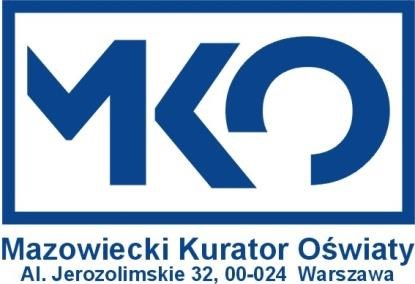 MKO
Mazowiecki Kurator Oświaty
Al. Jerozolimskie 32, 00-024 Warszawa